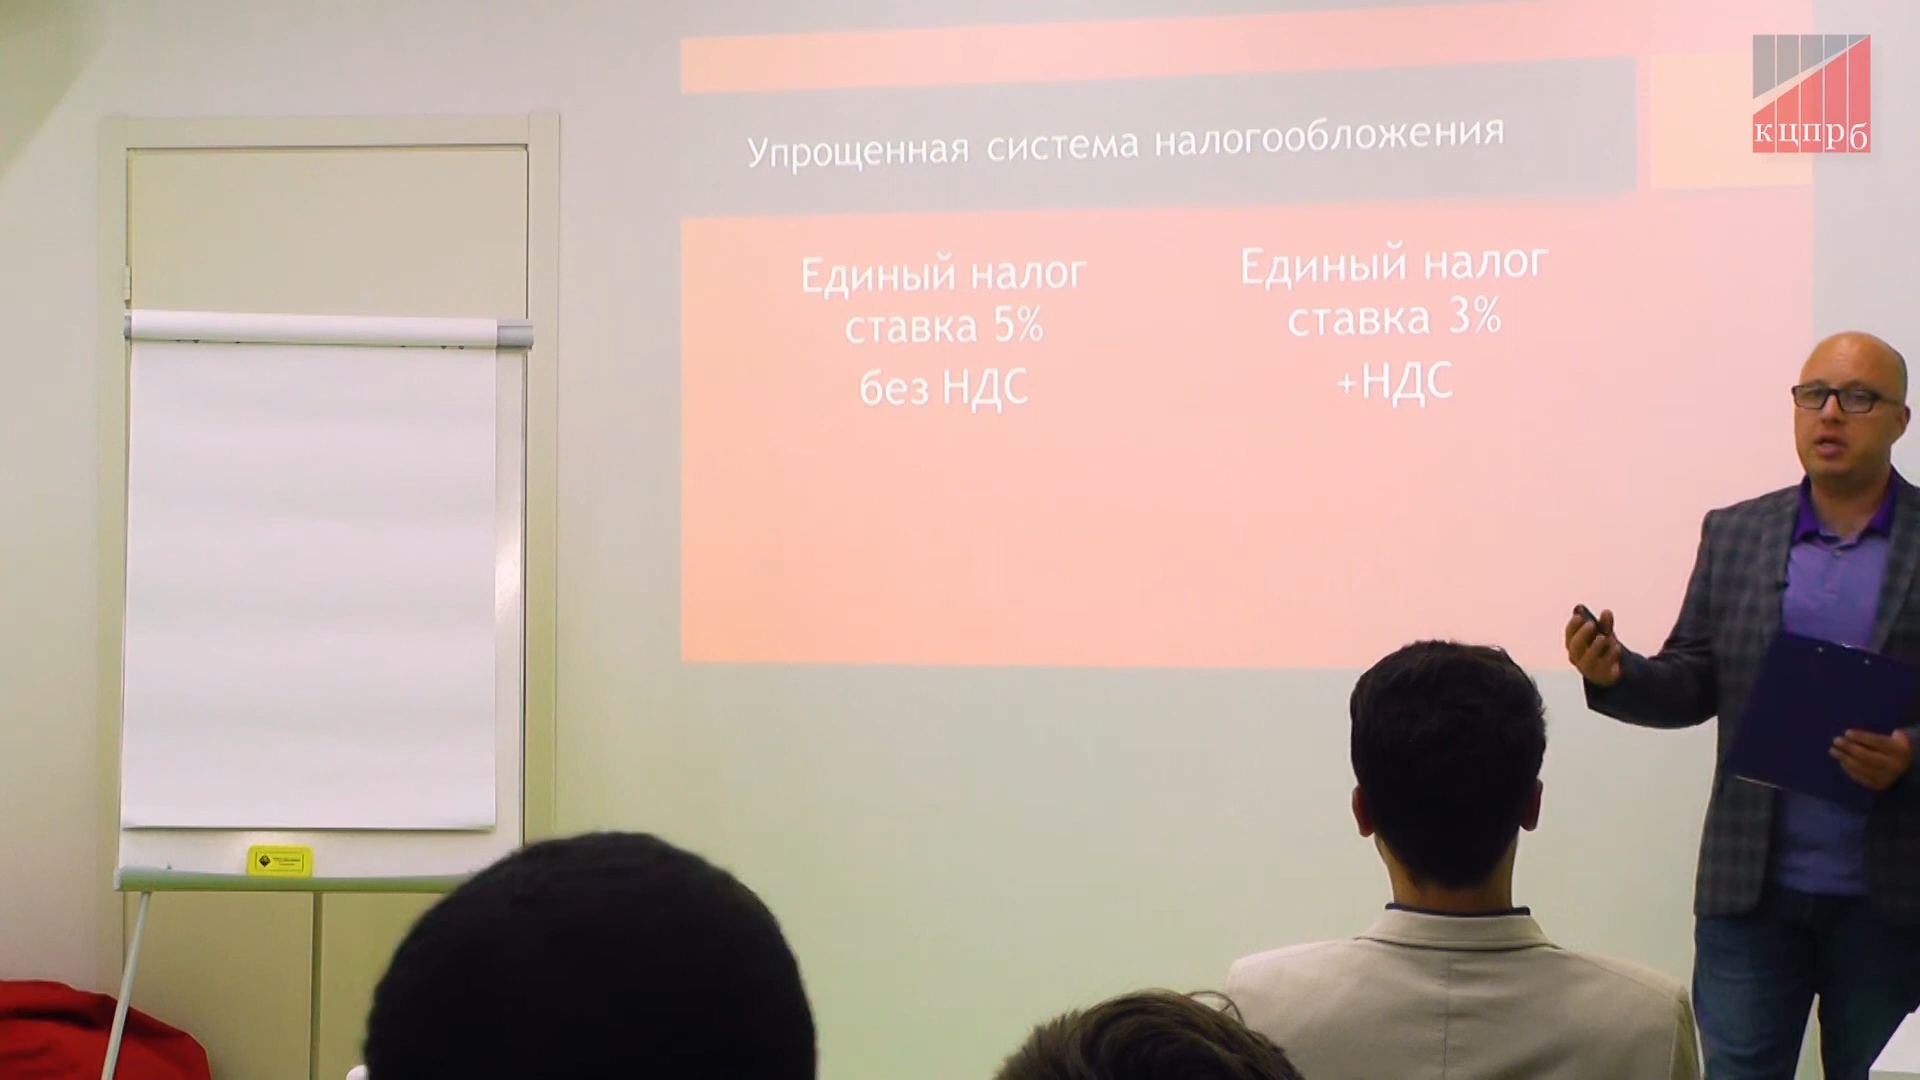 Упрощенная система налогообложения
Единый налог
ставка 5%
без НДС
Единый налог
ставка 3%
+НДС
кцпрб